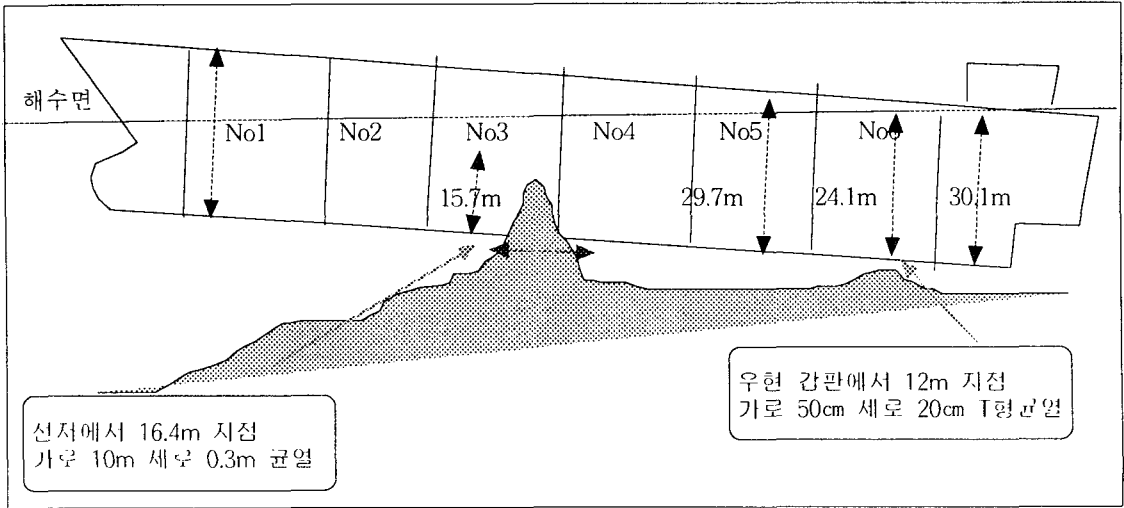 해수면
No1 No2 No3 No4 No5 No6
15.7m 29.7m 24.1m 30.1m
우현 갑판에서 12m 지점
가로 50cm 세로 20cm T형균열
선저에서 16.4m 지점
가로 10m 세로 0.3m 균열